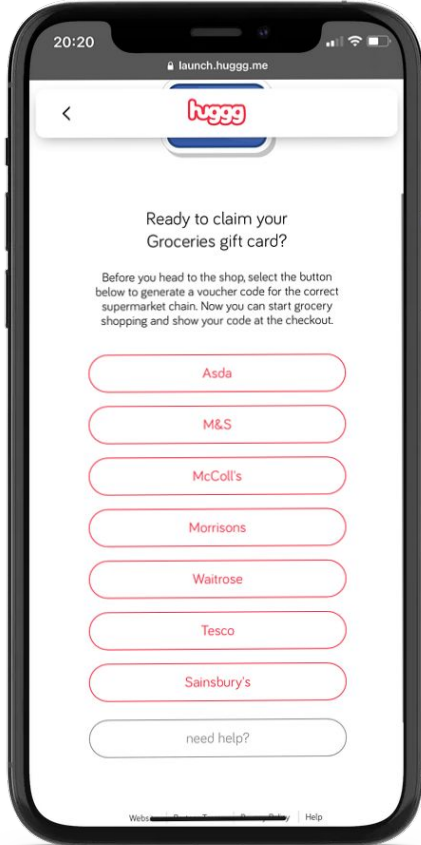 20:20
launch.huggg.me
huggg
Ready to claim your
Groceries gift card?
Before you head to the shop, select the button
below to generate a voucher code for the correct
supermarket chain. Now you can start grocery
shopping and show your code at the checkout.
Asda
M&S
McColl's
Morrisons
Waitrose
Tesco
Sainsbury's
need help?
Help